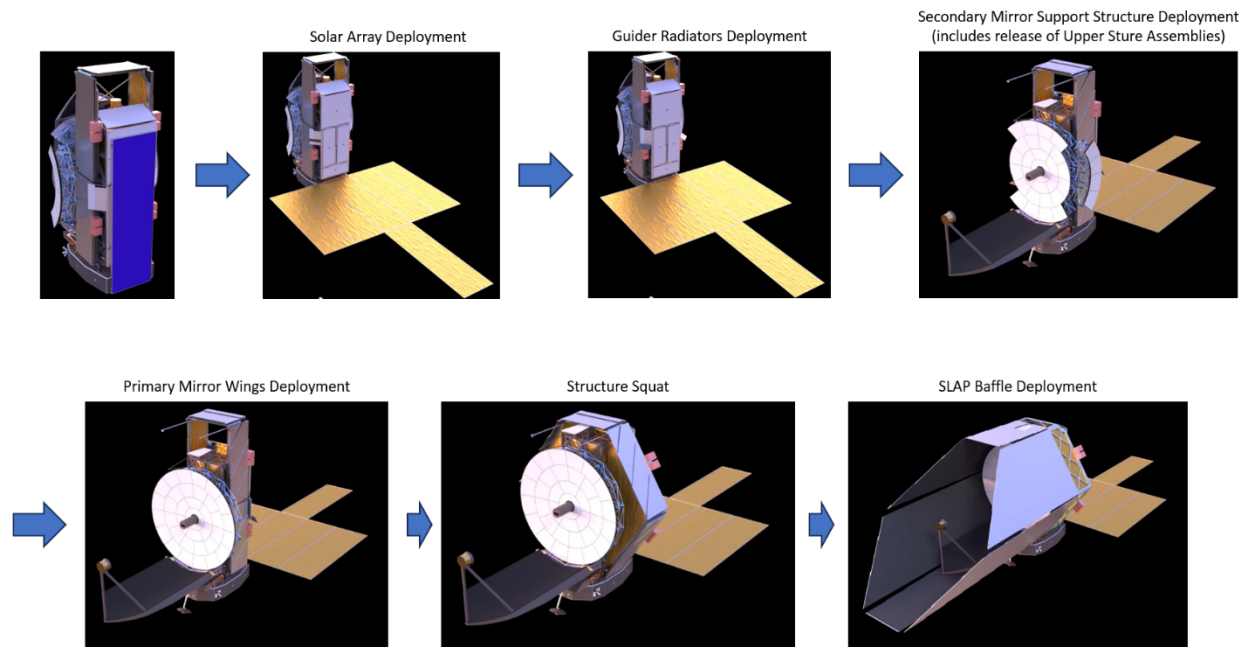 Solar Array Deployment
Guider Radiators Deployment
Secondary Mirror Support Structure Deployment
(includes release of Upper Sture Assemblies)
Primary Mirror Wings Deployment
Structure Squat
SLAP Baffle Deployment